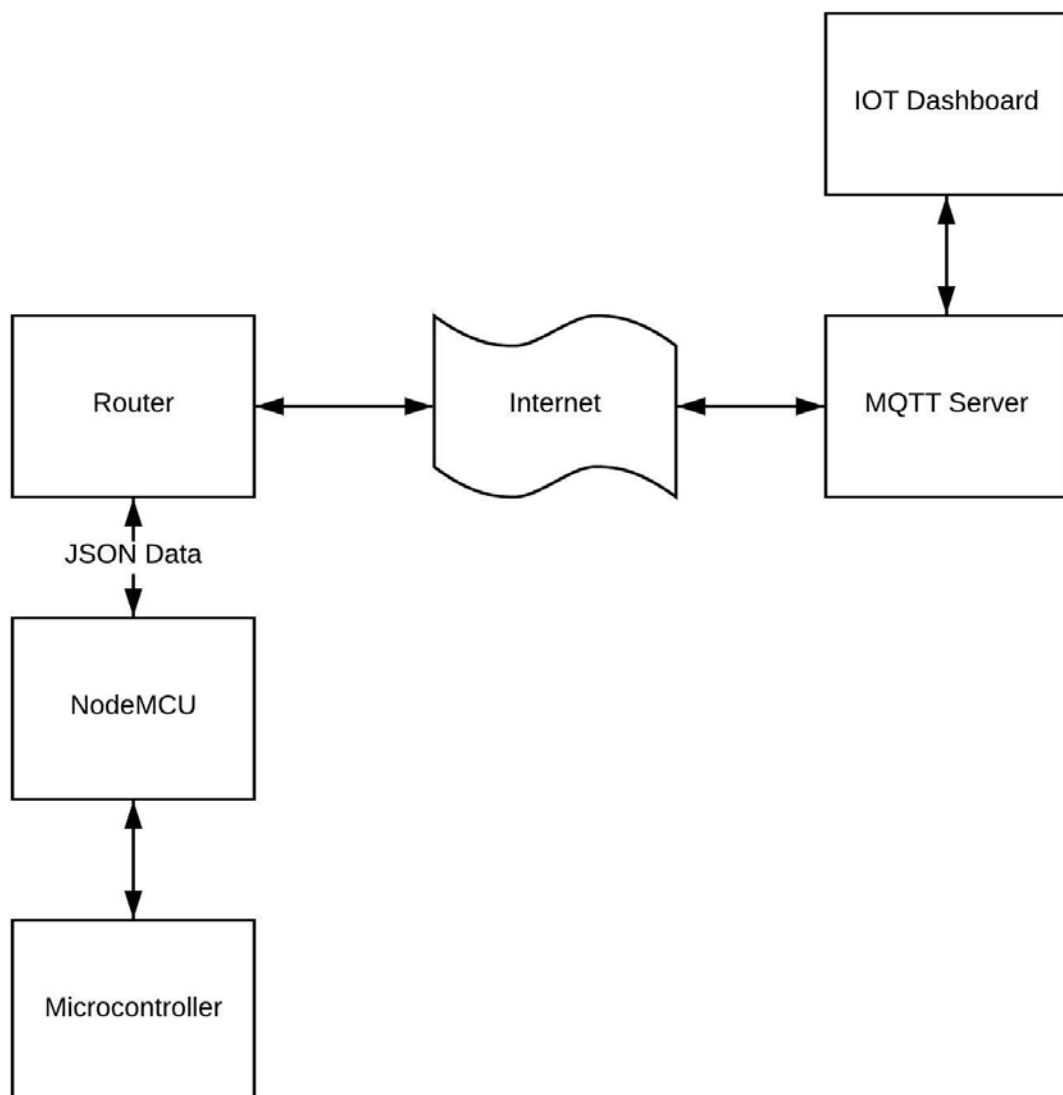 IOT Dashboard
Router
Internet
MQTT Server
JSON Data
NodeMCU
Microcontroller